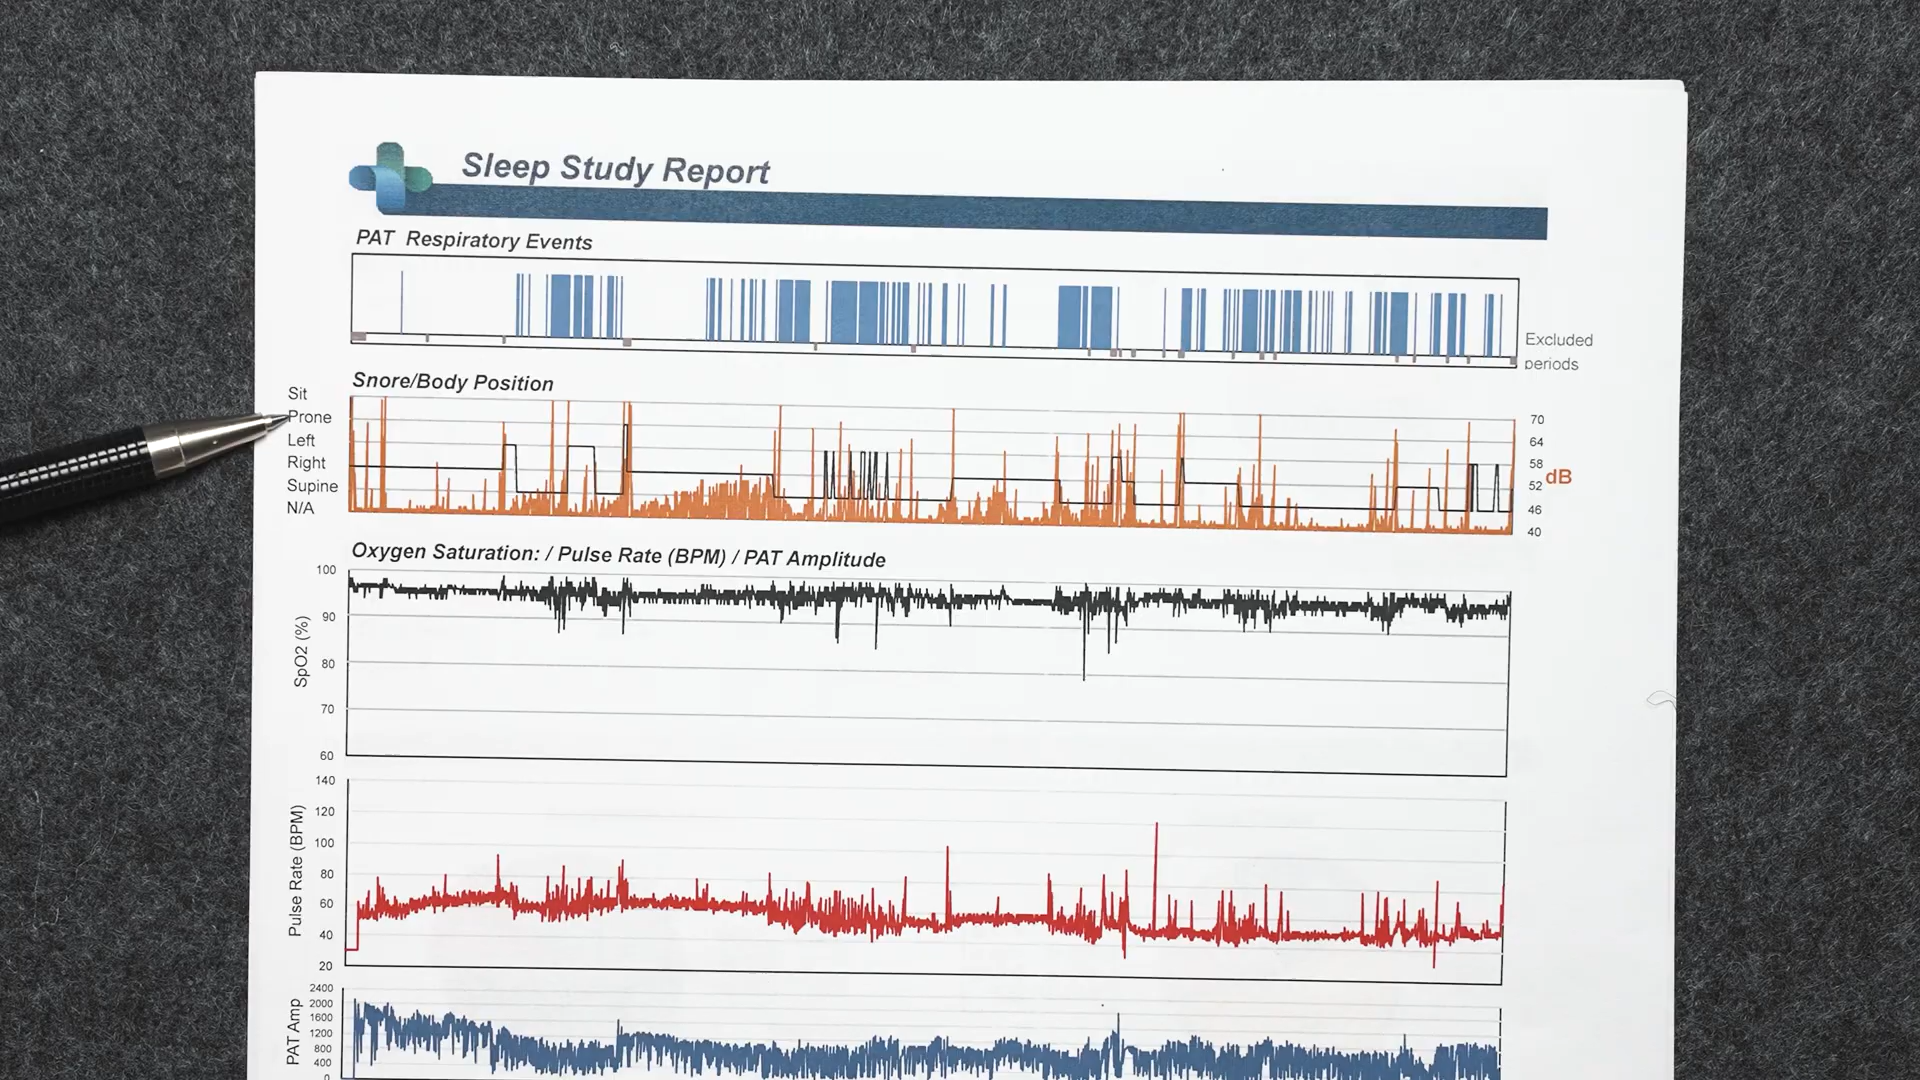 Sleep Study Report
PAT Respiratory Events
Excluded
periods
Snore/Body Position
Sit
Prone
Left
Right
Supine
N/A
70
64
58
52
46
40
dB
Oxygen Saturation: / Pulse Rate (BPM) / PAT Amplitude
SpO2 (%)
100
90
80
70
60
Pulse Rate (BPM)
140
120
100
80
60
40
20
PAT Amp
2400
2000
1600
1200
800
400
0